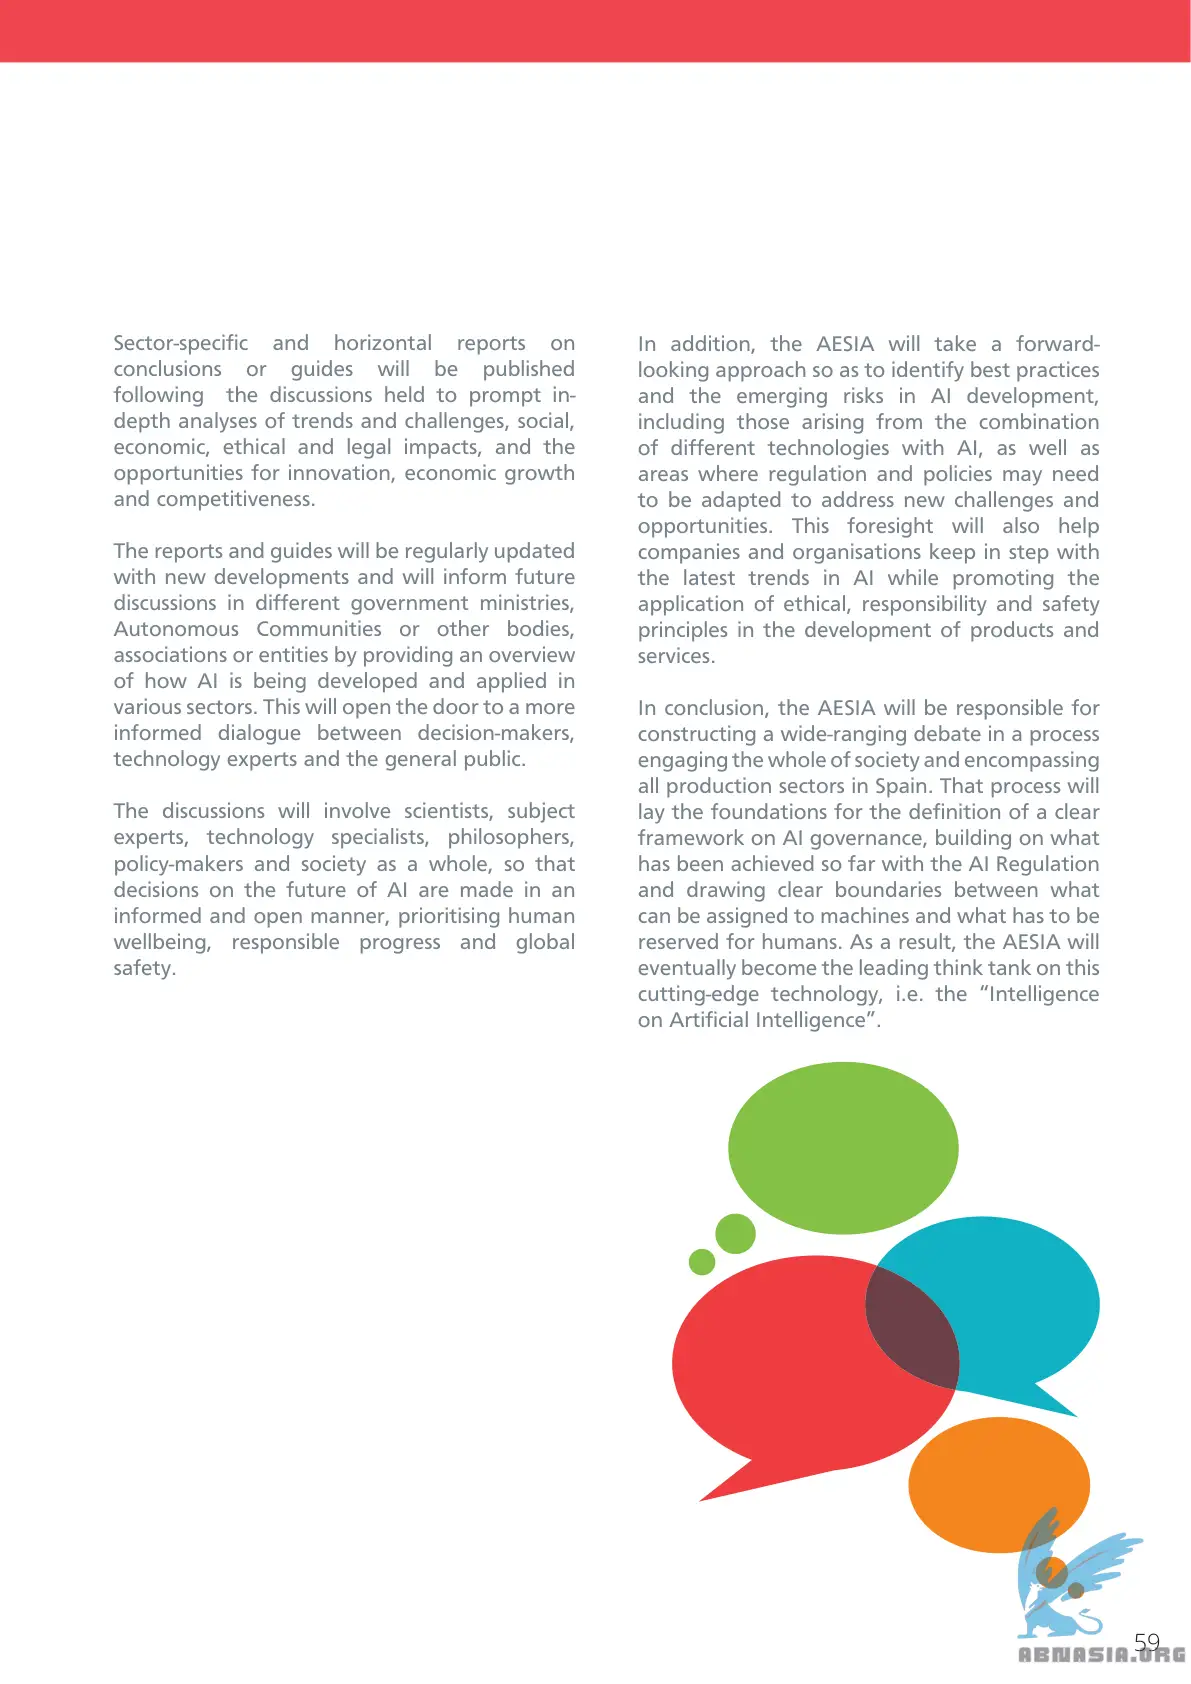 Sector-specific and horizontal reports on
conclusions or guides will be published
following the discussions held to prompt in-
depth analyses of trends and challenges, social,
economic, ethical and legal impacts, and the
opportunities for innovation, economic growth
and competitiveness.
The reports and guides will be regularly updated
with new developments and will inform future
discussions in different government ministries,
Autonomous Communities or other bodies,
associations or entities by providing an overview
of how AI is being developed and applied in
various sectors. This will open the door to a more
informed dialogue between decision-makers,
technology experts and the general public.
The discussions will involve scientists, subject
experts, technology specialists, philosophers,
policy-makers and society as a whole, so that
decisions on the future of AI are made in an
informed and open manner, prioritising human
wellbeing, responsible progress and global
safety.
In addition, the AESIA will take a forward-
looking approach so as to identify best practices
and the emerging risks in AI development,
including those arising from the combination
of different technologies with AI, as well as
areas where regulation and policies may need
to be adapted to address new challenges and
opportunities. This foresight will also help
companies and organisations keep in step with
the latest trends in AI while promoting the
application of ethical, responsibility and safety
principles in the development of products and
services.
In conclusion, the AESIA will be responsible for
constructing a wide-ranging debate in a process
engaging the whole of society and encompassing
all production sectors in Spain. That process will
lay the foundations for the definition of a clear
framework on AI governance, building on what
has been achieved so far with the AI Regulation
and drawing clear boundaries between what
can be assigned to machines and what has to be
reserved for humans. As a result, the AESIA will
eventually become the leading think tank on this
cutting-edge technology, i.e. the “Intelligence
on Artificial Intelligence”.
59
ABNASIA.ORG